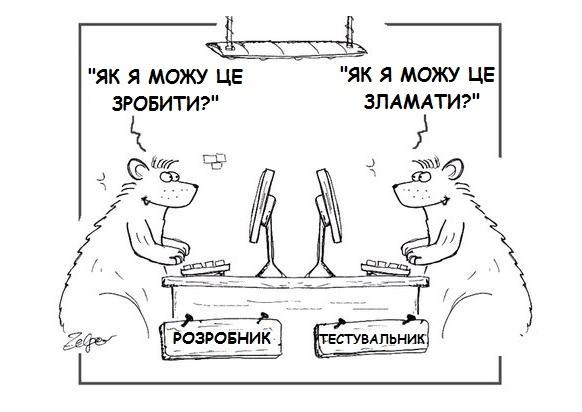 "ЯК Я МОЖУ ЦЕ
ЗРОБИТИ?"
"ЯК Я МОЖУ ЦЕ
ЗЛАМАТИ?"
РОЗРОБНИК
ТЕСТУВАЛЬНИК